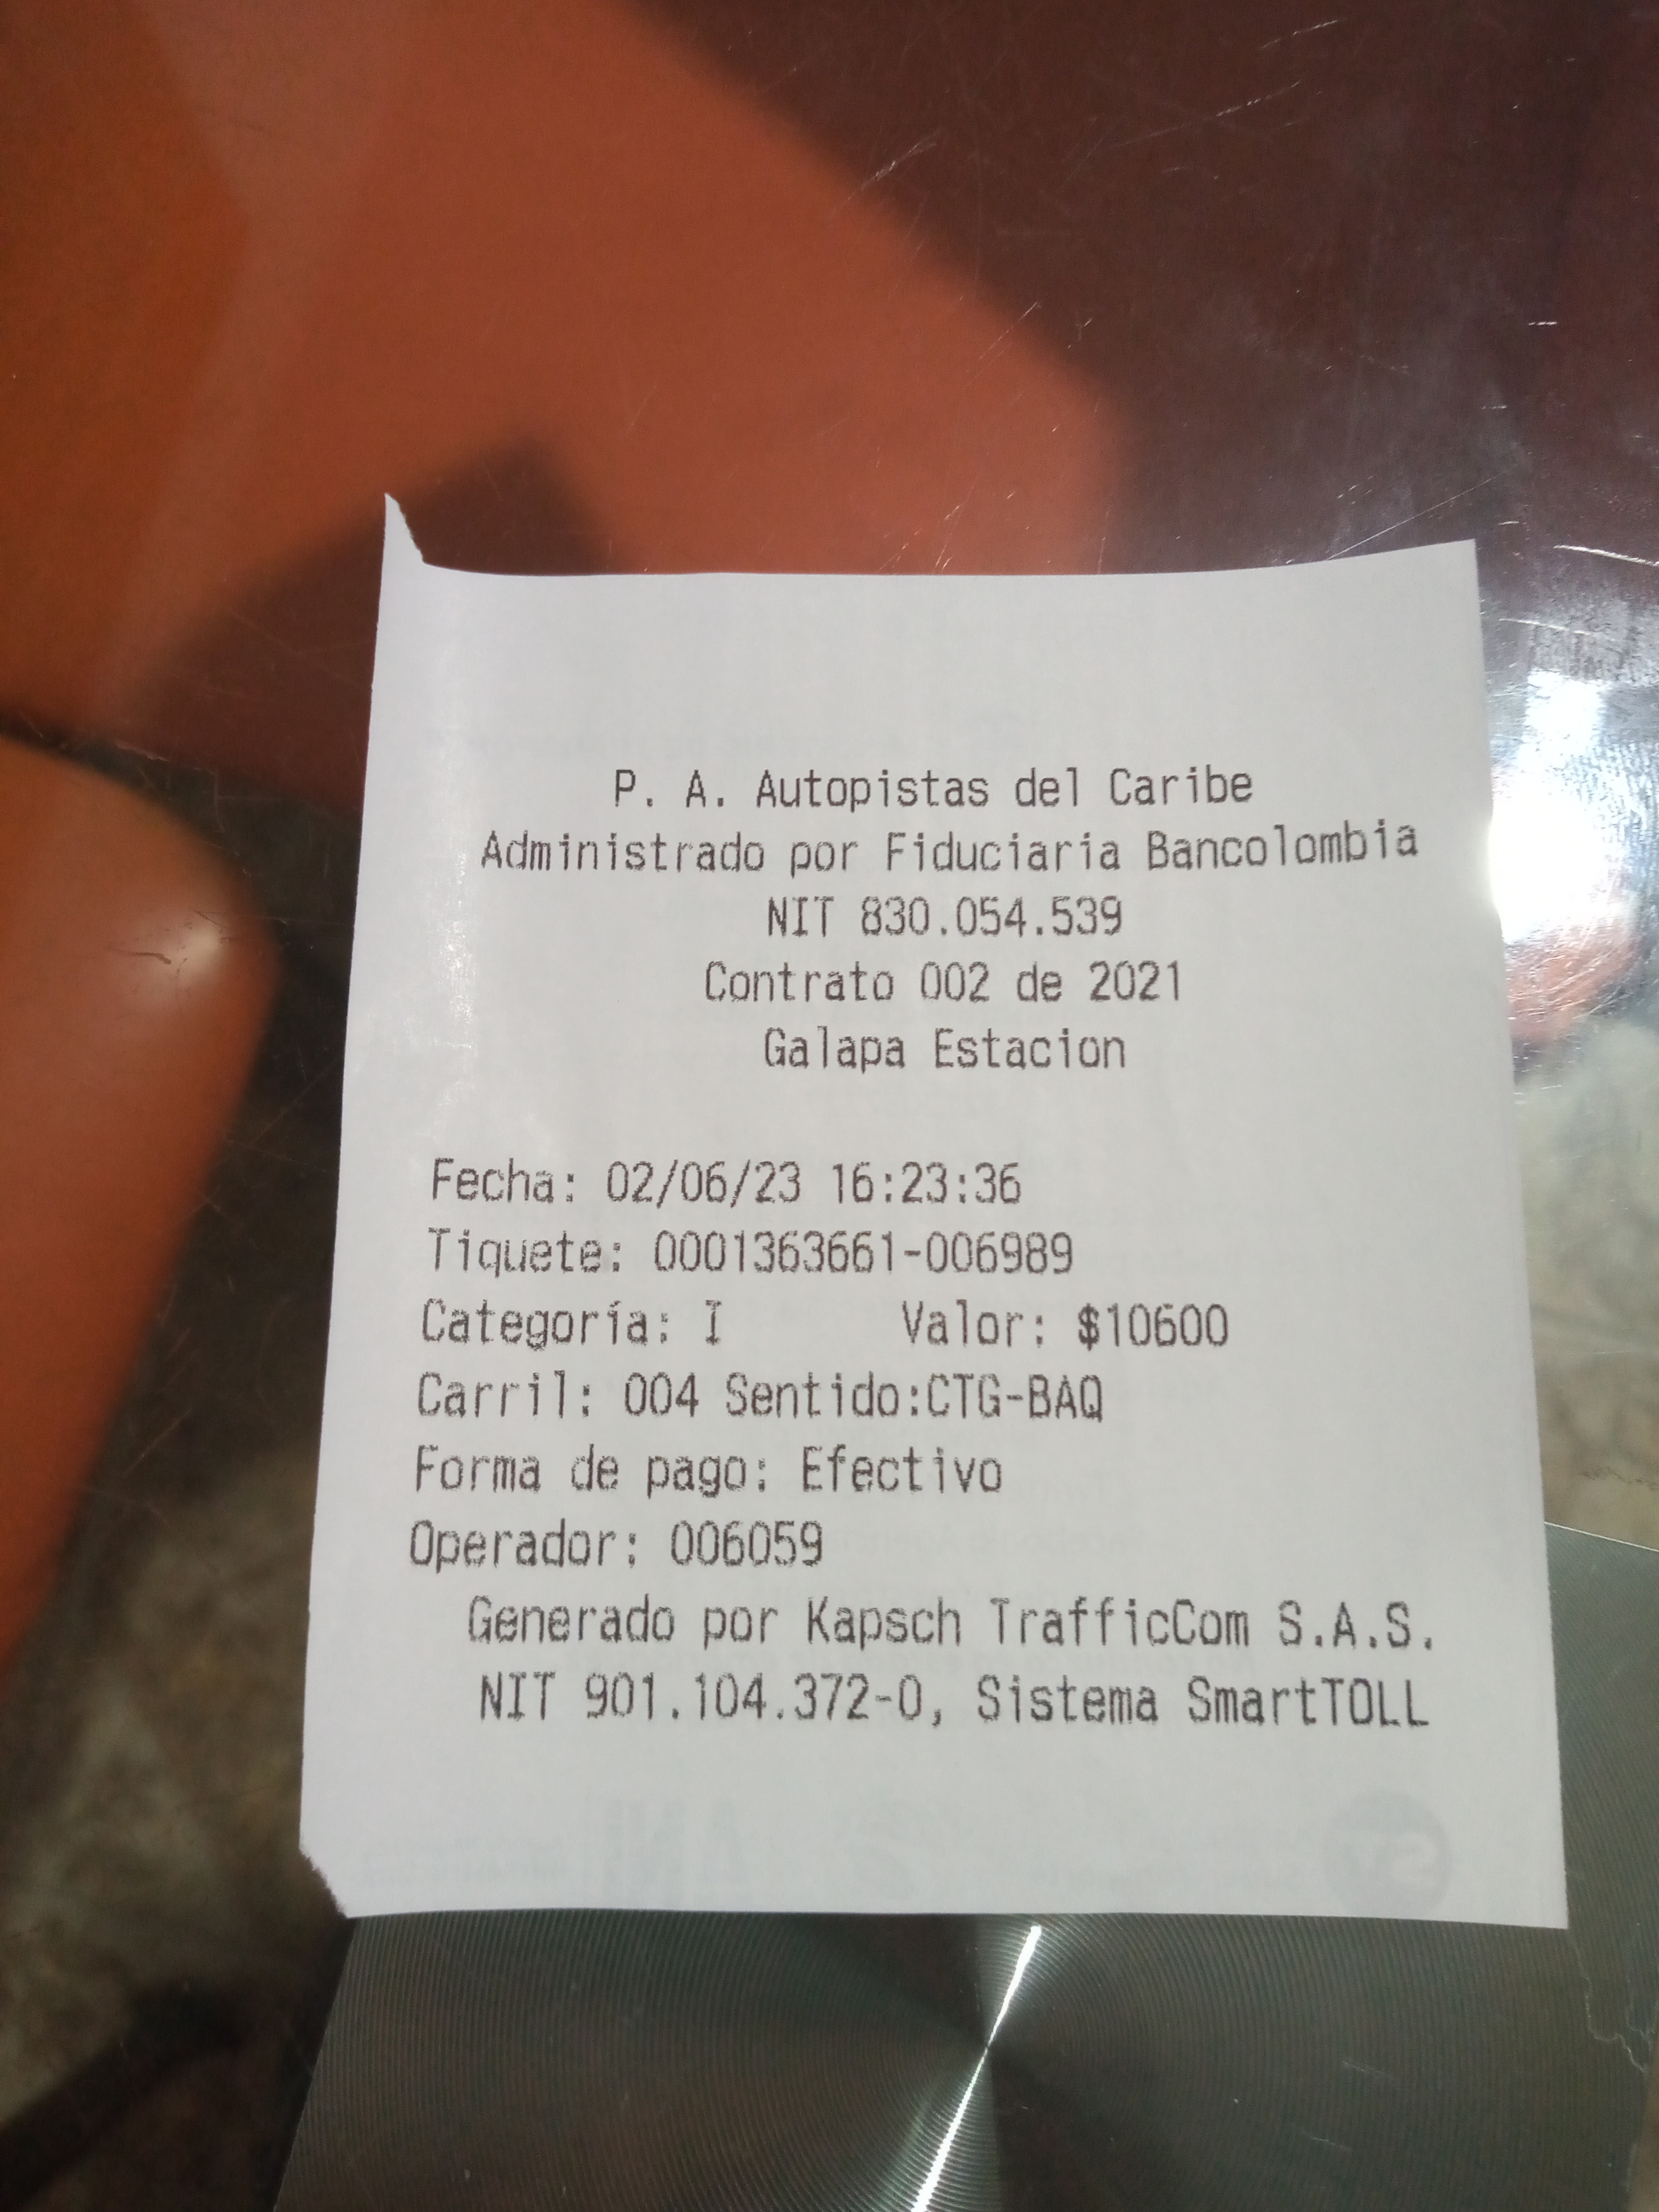 P. A. Autopistas del Caribe
Administrado por Fiduciaria Bancolombia
NIT 830.054.539
Contrato 002 de 2021
Galapa Estacion
Fecha: 02/06/23 16:23:36
Tiquete: 0001363661-006989
Categoría: I Valor: $10600
Carril: 004 Sentido:CTG-BAQ
Forma de pago: Efectivo
Operador: 006059
Generado por Kapsch TrafficCom S.A.S.
NIT 901.104.372-0, Sistema SmartTOLL